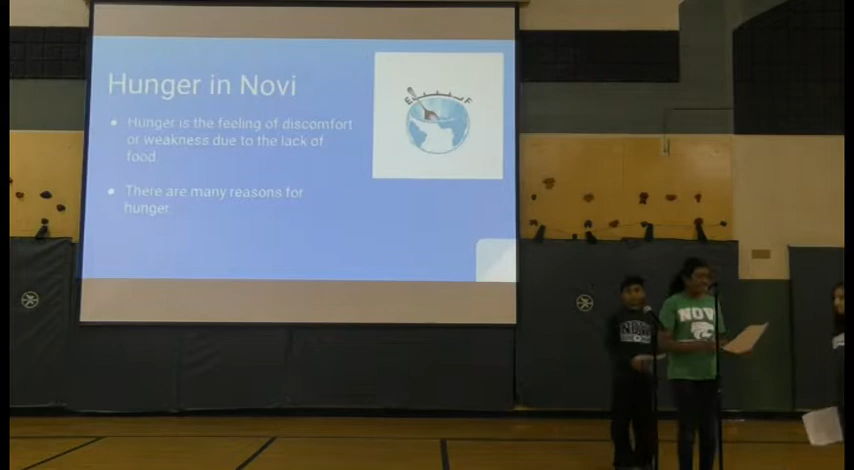 Hunger in Novi
● Hunger is the feeling of discomfort
or weakness due to the lack of
food
● There are many reasons for
hunger.
E F
NOVI
NOVI